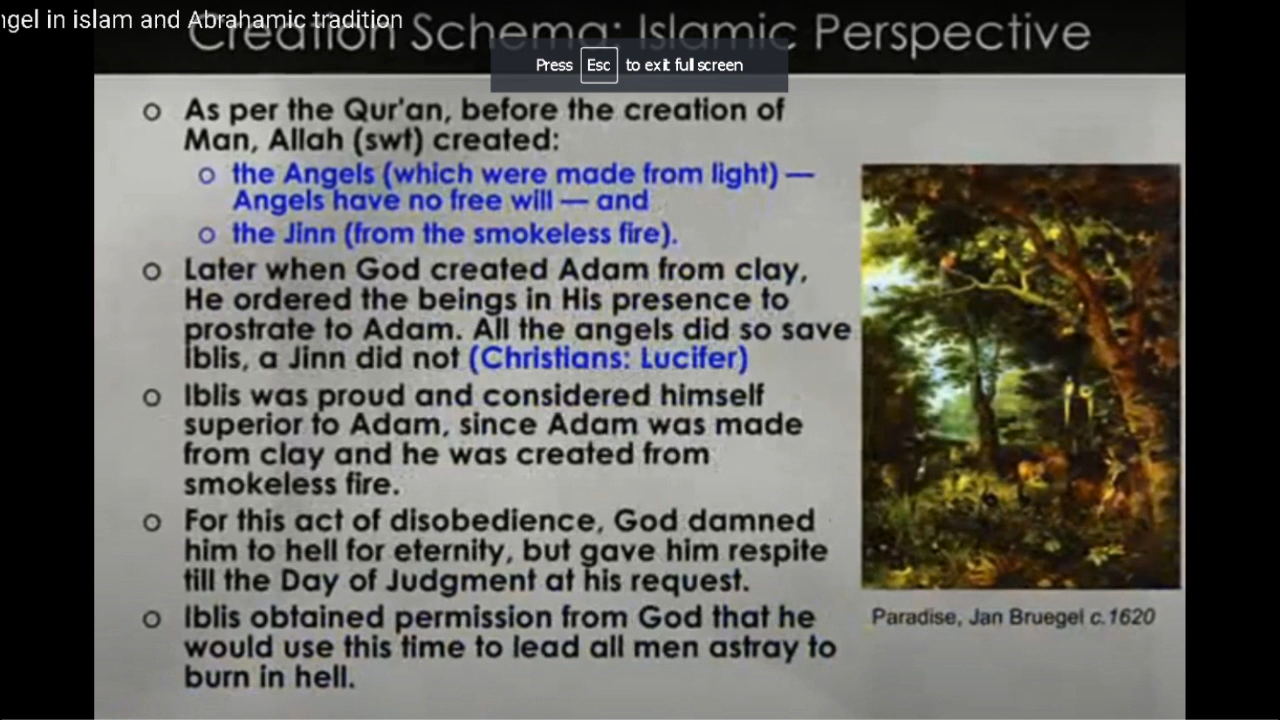 ngel in islam and Abrahamic tradition
Creation Schema: Islamic Perspective
Press Esc to exit full screen
o As per the Qur'an, before the creation of
Man, Allah (swt) created:
o the Angels (which were made from light) —
Angels have no free will — and
o the Jinn (from the smokeless fire).
o Later when God created Adam from clay,
He ordered the beings in His presence to
prostrate to Adam. All the angels did so save
Iblis, a Jinn did not (Christians: Lucifer)
o Iblis was proud and considered himself
superior to Adam, since Adam was made
from clay and he was created from
smokeless fire.
o For this act of disobedience, God damned
him to hell for eternity, but gave him respite
till the Day of Judgment at his request.
o Iblis obtained permission from God that he
would use this time to lead all men astray to
burn in hell.
Paradise, Jan Bruegel c.1620